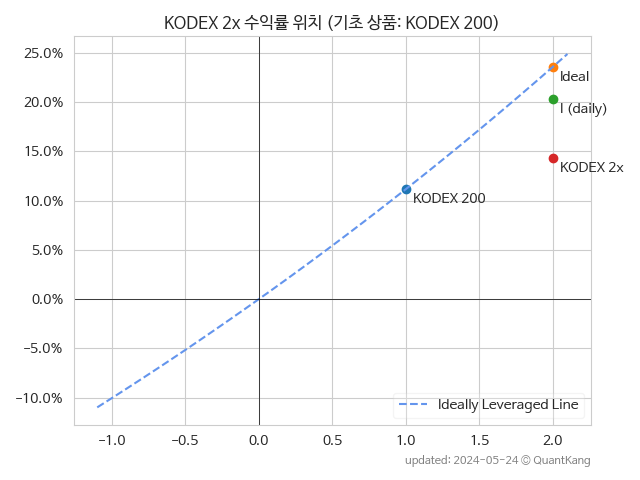 KODEX 2x 수익률 위치 (기초 상품: KODEX 200)
25.0%
20.0%
15.0%
10.0%
5.0%
0.0%
-5.0%
-10.0%
Ideal
I (daily)
KODEX 2x
KODEX 200
Ideally Leveraged Line
-1.0 -0.5 0.0 0.5 1.0 1.5 2.0
updated: 2024-05-24 © QuantKang